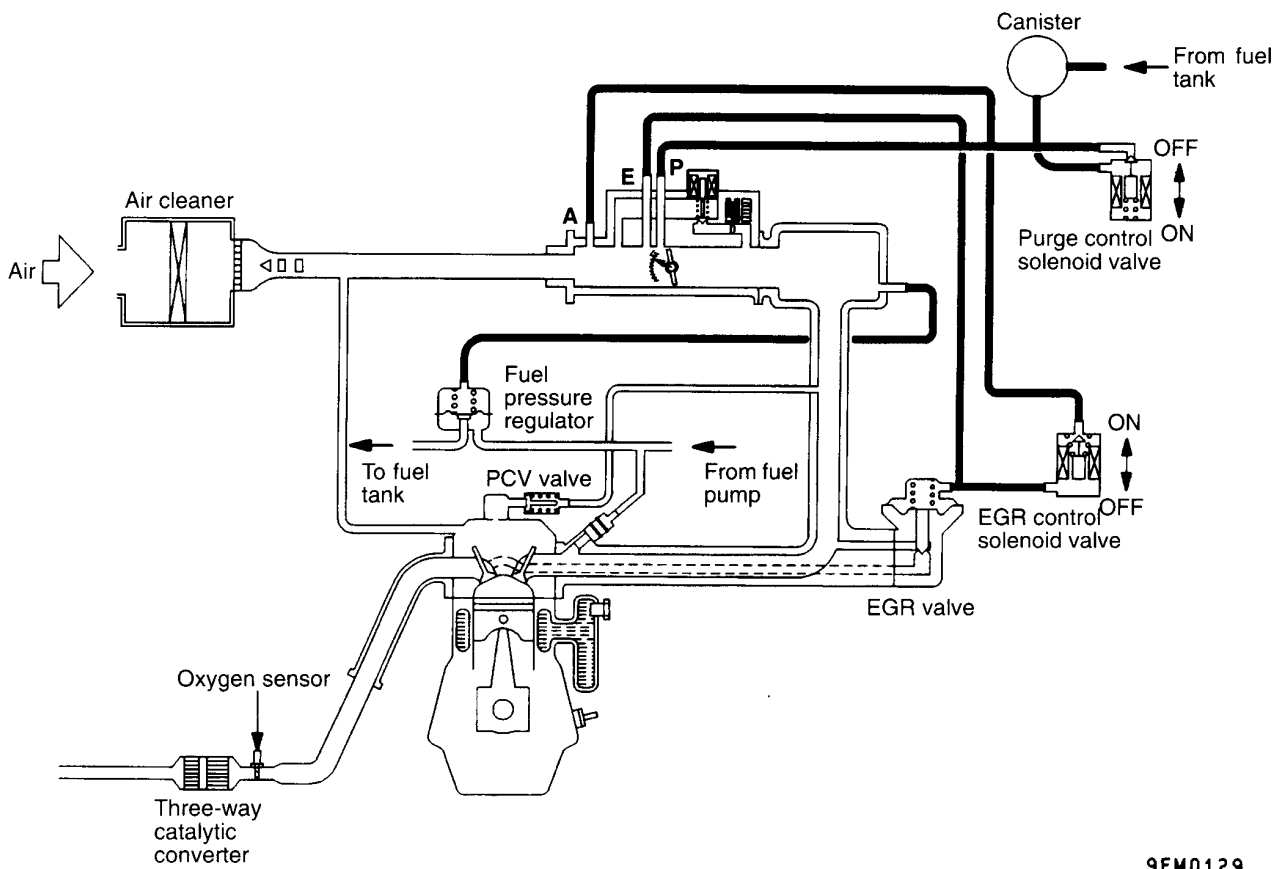 Canister
From fuel
tank
OFF
ON
Purge control
solenoid valve
E
P
A
Air cleaner
Air
Fuel
pressure
regulator
To fuel
tank
PCV valve
From fuel
pump
ON
OFF
EGR control
solenoid valve
EGR valve
Oxygen sensor
Three-way
catalytic
converter
9EM0129